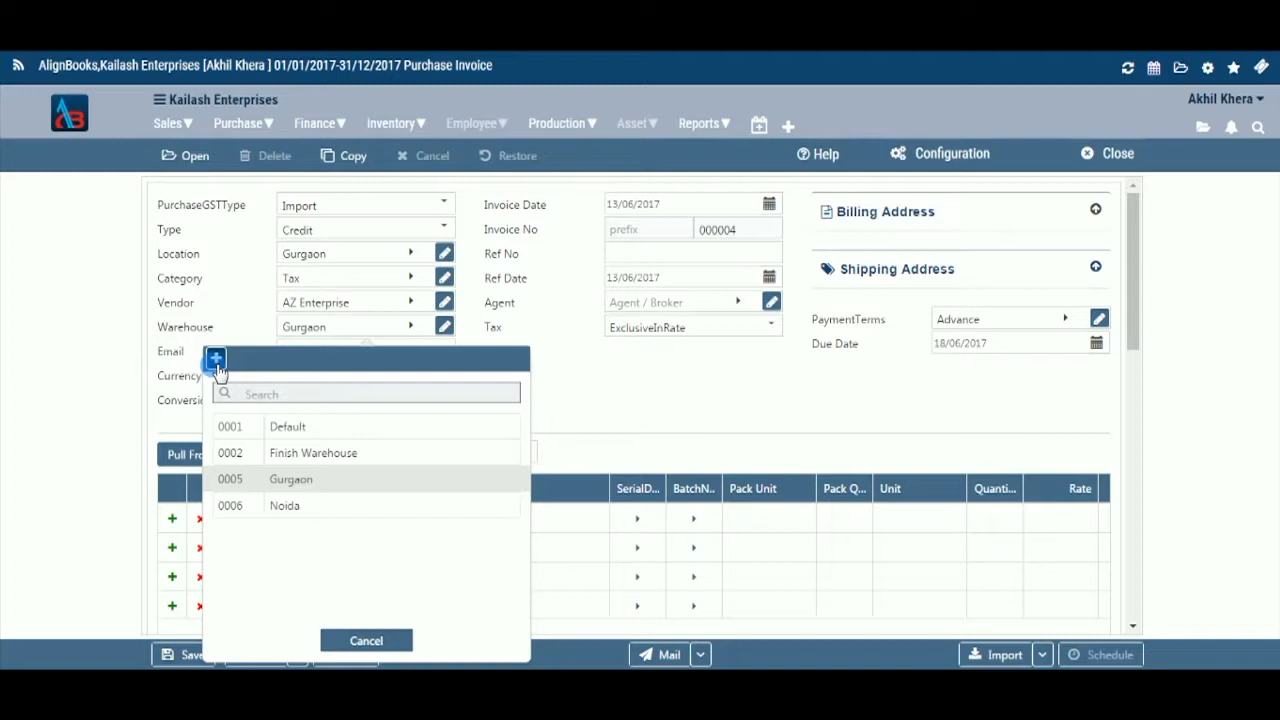 AlignBooks,Kailash Enterprises [Akhil Khera ] 01/01/2017-31/12/2017 Purchase Invoice
Kailash Enterprises
Akhil Khera
AB
Sales Purchase Finance Inventory Employee Production Asset Reports
Open Delete Copy Cancel Restore Help Configuration Close
PurchaseGSTType Import Invoice Date 13/06/2017 Billing Address
Type Credit Invoice No prefix 000004
Location Gurgaon Ref No
Shipping Address
Category Tax Ref Date 13/06/2017
Vendor AZ Enterprise Agent Agent / Broker
PaymentTerms Advance
Warehouse Gurgaon Tax ExclusiveInRate
Due Date 18/06/2017
Email
Currency
Conversi
Search
0001 Default
0002 Finish Warehouse
0005 Gurgaon
0006 Noida
Cancel
Pull Fr
SerialD... BatchN.. Pack Unit Pack Q... Unit Quanti... Rate
Save Mail Import Schedule